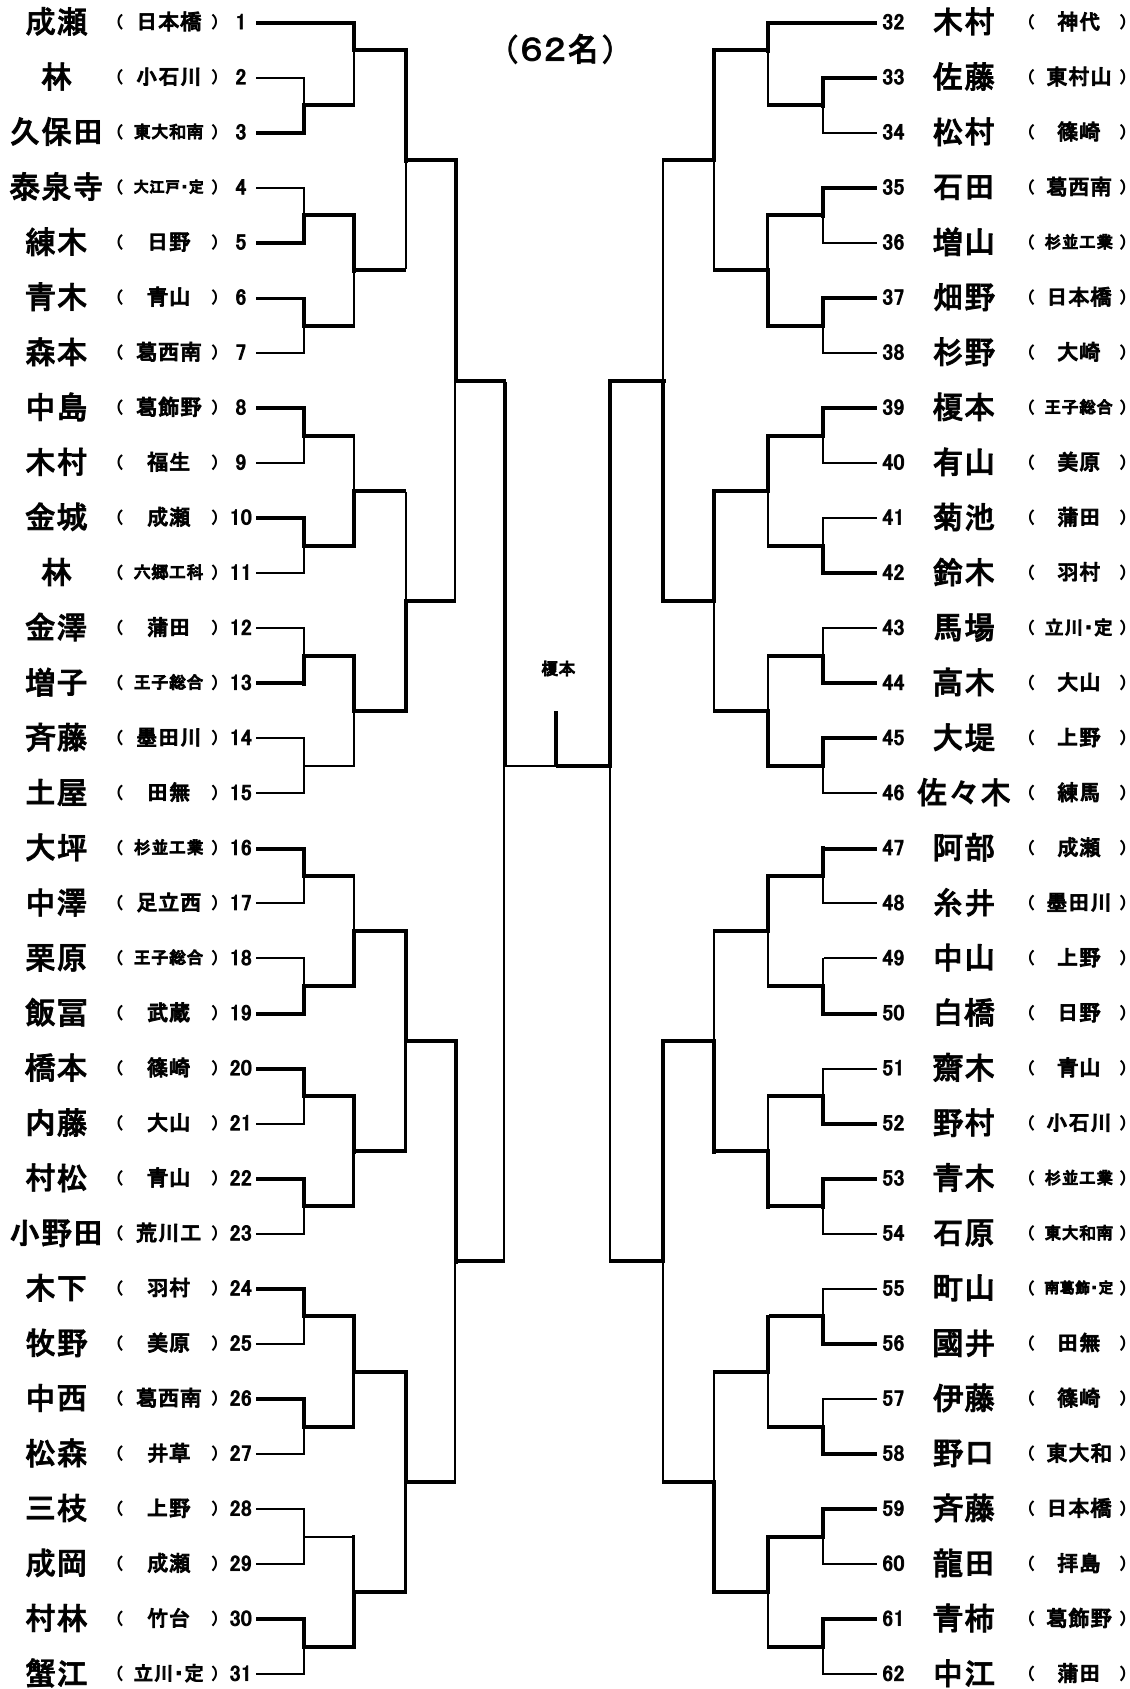 （62名）
成瀬 （ 日本橋 ） 1
林 （ 小石川 ） 2
久保田 （ 東大和南 ） 3
泰泉寺 （ 大江戸・定 ） 4
練木 （ 日野 ） 5
青木 （ 青山 ） 6
森本 （ 葛西南 ） 7
中島 （ 葛飾野 ） 8
木村 （ 福生 ） 9
金城 （ 成瀬 ） 10
林 （ 六郷工科 ） 11
金澤 （ 蒲田 ） 12
増子 （ 王子総合 ） 13
斉藤 （ 墨田川 ） 14
土屋 （ 田無 ） 15
大坪 （ 杉並工業 ） 16
中澤 （ 足立西 ） 17
栗原 （ 王子総合 ） 18
飯冨 （ 武蔵 ） 19
橋本 （ 篠崎 ） 20
内藤 （ 大山 ） 21
村松 （ 青山 ） 22
小野田 （ 荒川工 ） 23
木下 （ 羽村 ） 24
牧野 （ 美原 ） 25
中西 （ 葛西南 ） 26
松森 （ 井草 ） 27
三枝 （ 上野 ） 28
成岡 （ 成瀬 ） 29
村林 （ 竹台 ） 30
蟹江 （ 立川・定 ） 31
榎本
32 木村 （ 神代 ）
33 佐藤 （ 東村山 ）
34 松村 （ 篠崎 ）
35 石田 （ 葛西南 ）
36 増山 （ 杉並工業 ）
37 畑野 （ 日本橋 ）
38 杉野 （ 大崎 ）
39 榎本 （ 王子総合 ）
40 有山 （ 美原 ）
41 菊池 （ 蒲田 ）
42 鈴木 （ 羽村 ）
43 馬場 （ 立川・定 ）
44 高木 （ 大山 ）
45 大堤 （ 上野 ）
46 佐々木 （ 練馬 ）
47 阿部 （ 成瀬 ）
48 糸井 （ 墨田川 ）
49 中山 （ 上野 ）
50 白橋 （ 日野 ）
51 齋木 （ 青山 ）
52 野村 （ 小石川 ）
53 青木 （ 杉並工業 ）
54 石原 （ 東大和南 ）
55 町山 （ 南葛飾・定 ）
56 國井 （ 田無 ）
57 伊藤 （ 篠崎 ）
58 野口 （ 東大和 ）
59 斉藤 （ 日本橋 ）
60 龍田 （ 拝島 ）
61 青柿 （ 葛飾野 ）
62 中江 （ 蒲田 ）